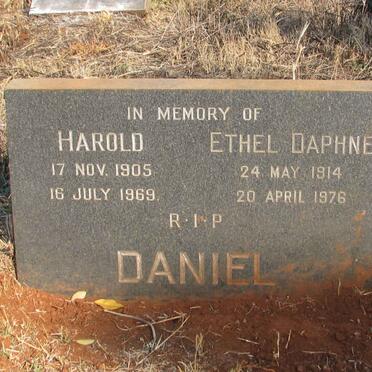 IN MEMORY OF
HAROLD ETHEL DAPHNE
17 NOV. 1905 24 MAY 1914
16 JULY 1969. 20 APRIL 1976
R·I·P
DANIEL